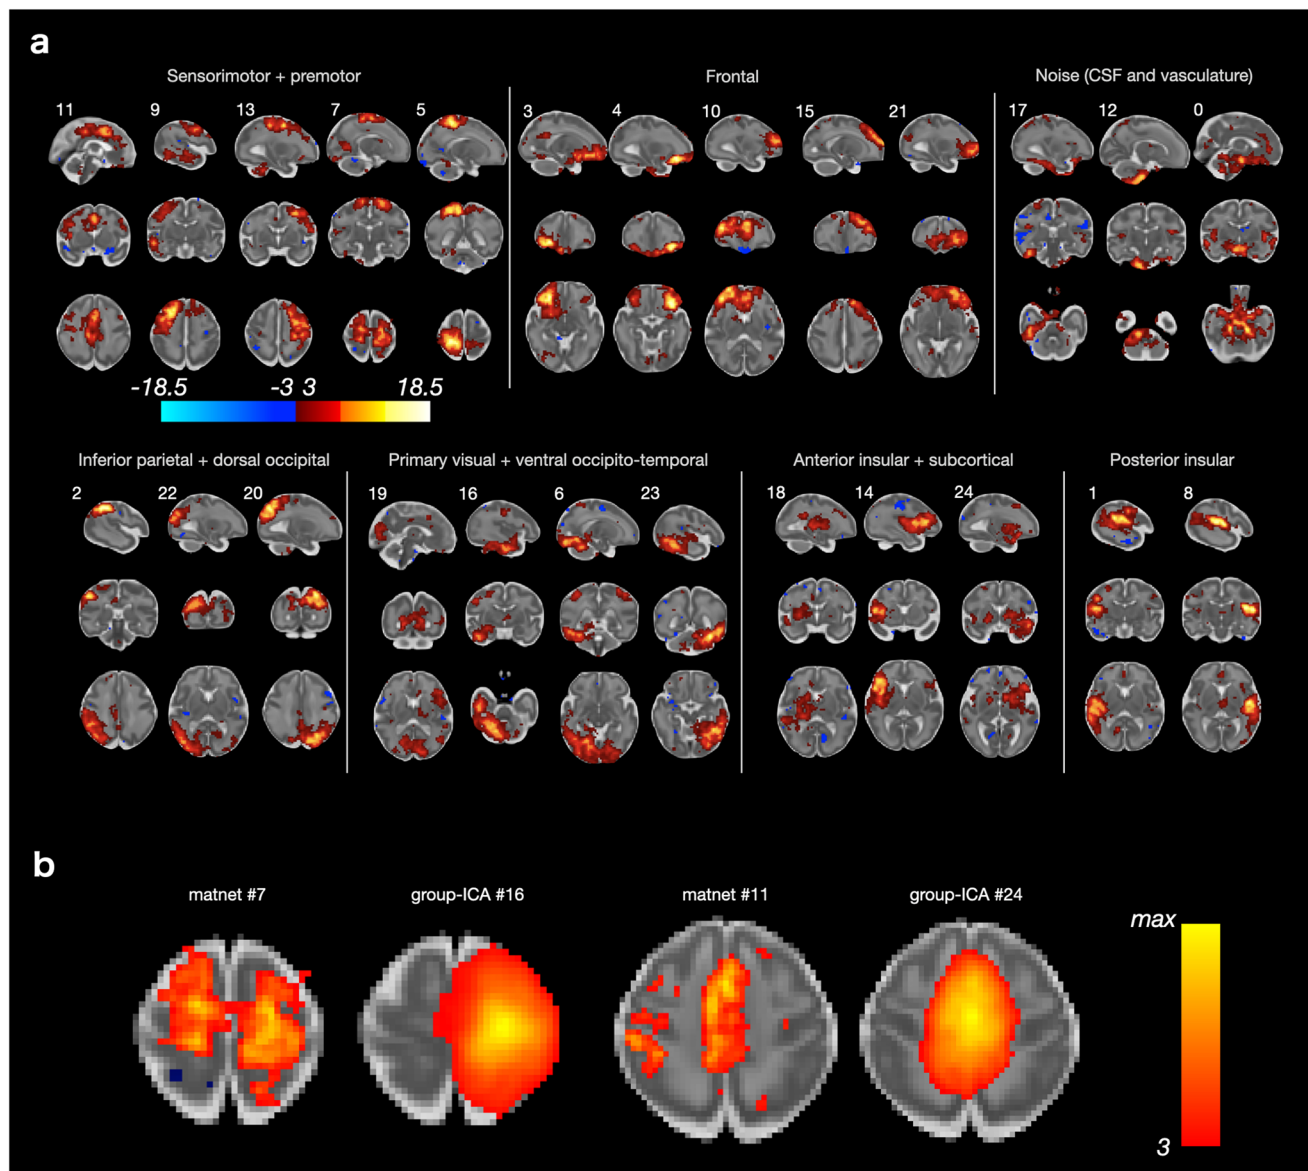 a
Sensorimotor + premotor
Frontal
Noise (CSF and vasculature)
11 9 13 7 5
3 4 10 15 21
17 12 0
-18.5 -3 3 18.5
Inferior parietal + dorsal occipital
Primary visual + ventral occipito-temporal
Anterior insular + subcortical
Posterior insular
2 22 20
19 16 6 23
18 14 24
1 8
b
matnet #7
group-ICA #16
matnet #11
group-ICA #24
max
3